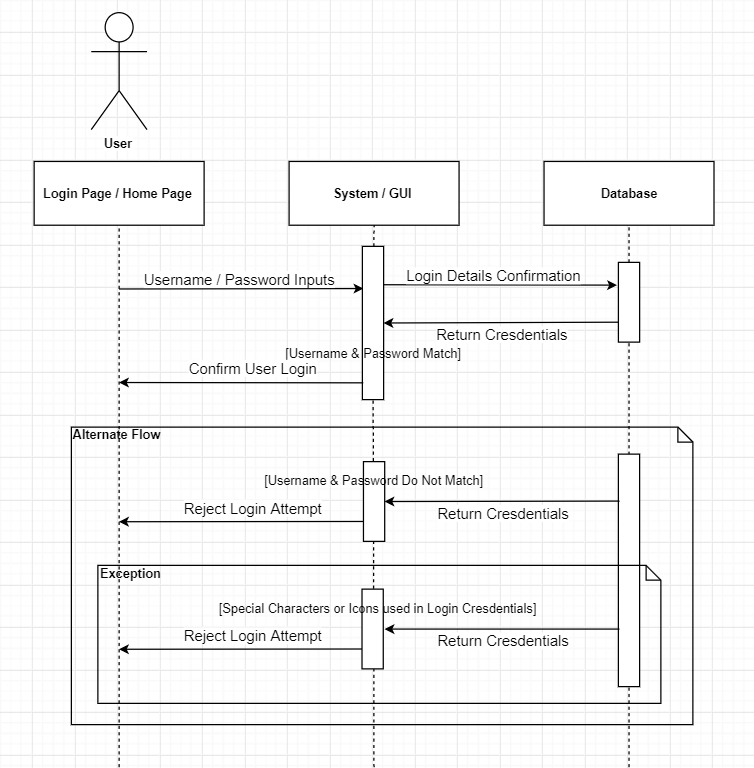 User
Login Page / Home Page
System / GUI
Database
Username / Password Inputs
Login Details Confirmation
Return Cresdentials
[Username & Password Match]
Confirm User Login
Alternate Flow
[Username & Password Do Not Match]
Reject Login Attempt
Return Cresdentials
Exception
[Special Characters or Icons used in Login Cresdentials]
Reject Login Attempt
Return Cresdentials